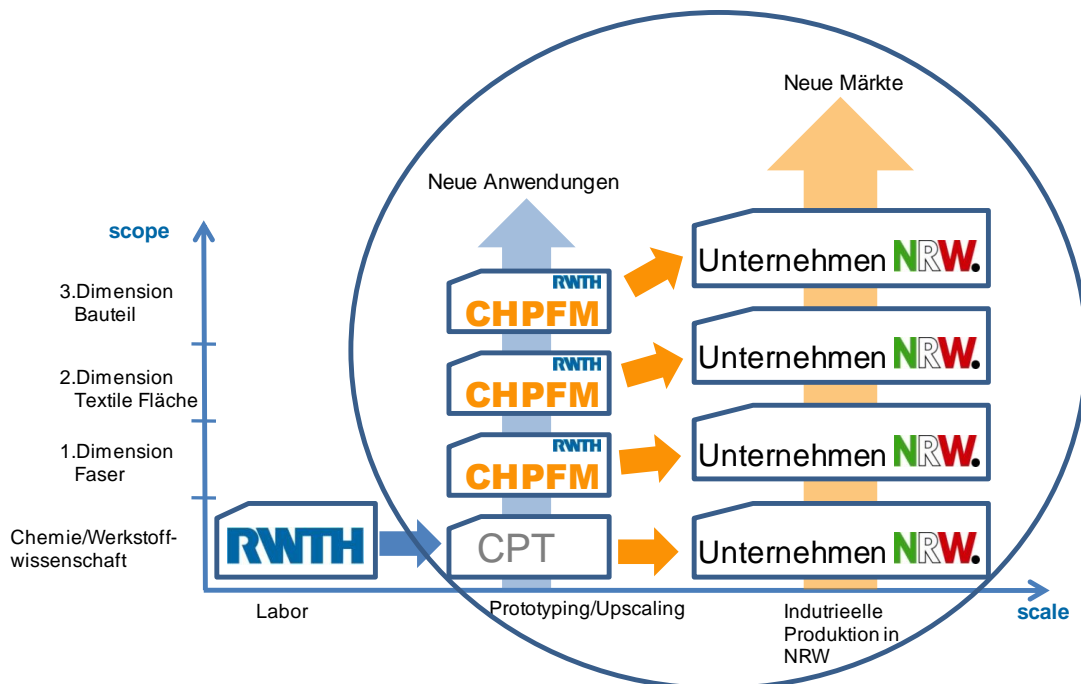 Neue Märkte
Neue Anwendungen
scope
3.Dimension
Bauteil
2.Dimension
Textile Fläche
1.Dimension
Faser
Chemie/Werkstoff-
wissenschaft
RWTH
CHPFM
RWTH
CHPFM
RWTH
CHPFM
RWTH
CPT
Unternehmen NRW.
Unternehmen NRW.
Unternehmen NRW.
Unternehmen NRW.
Labor
Prototyping/Upscaling
Indutrieelle
Produktion in
NRW
scale